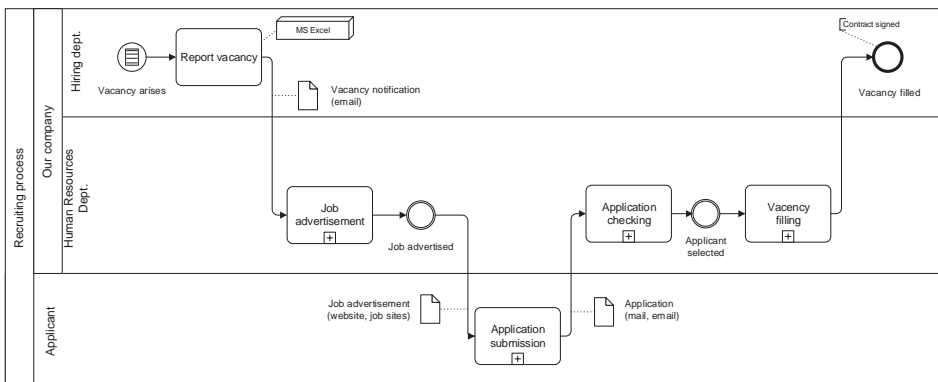 Recruiting process
Our company
Hiring dept.
Vacancy arises
Report vacancy
MS Excel
Vacancy notification
(email)
Contract signed
Vacancy filled
Human Resources
Dept.
Job
advertisement
Job advertised
Application
checking
Applicant
selected
Vacency
filling
Applicant
Job advertisement
(website, job sites)
Application
submission
Application
(mail, email)